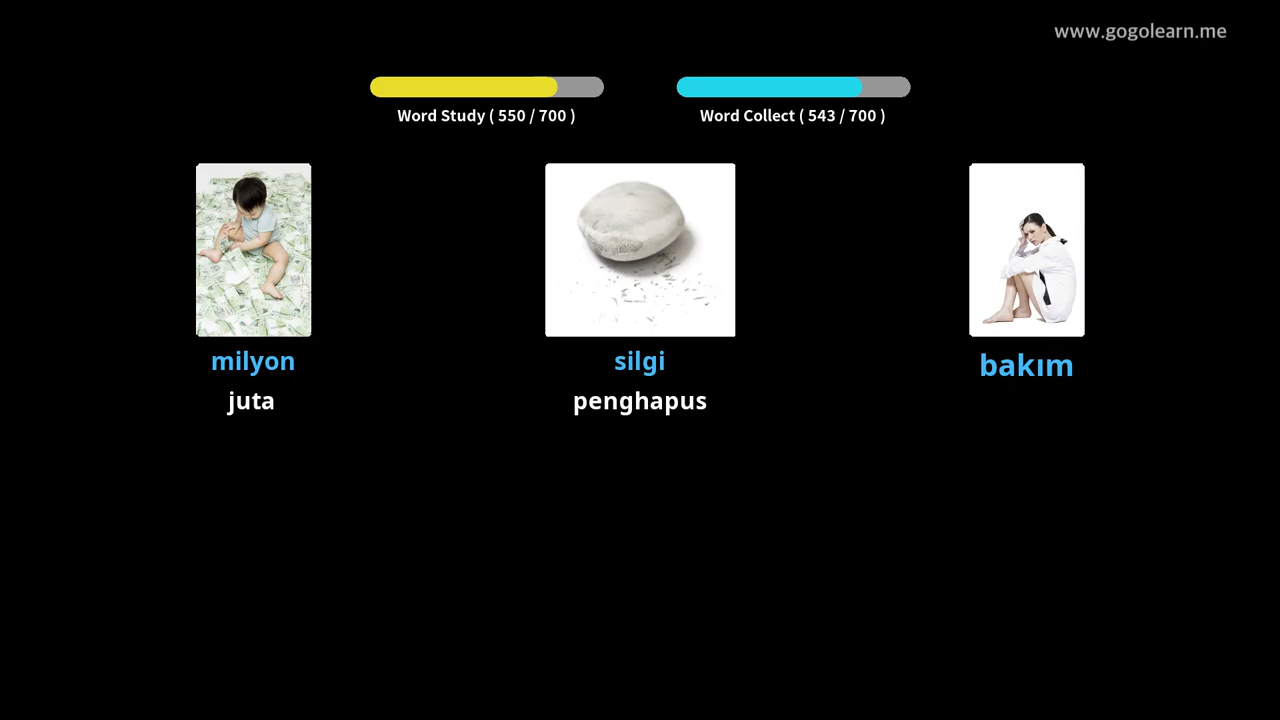 www.gogolearn.me
Word Study ( 550 / 700 )
Word Collect ( 543 / 700 )
milyon
juta
silgi
penghapus
bakım